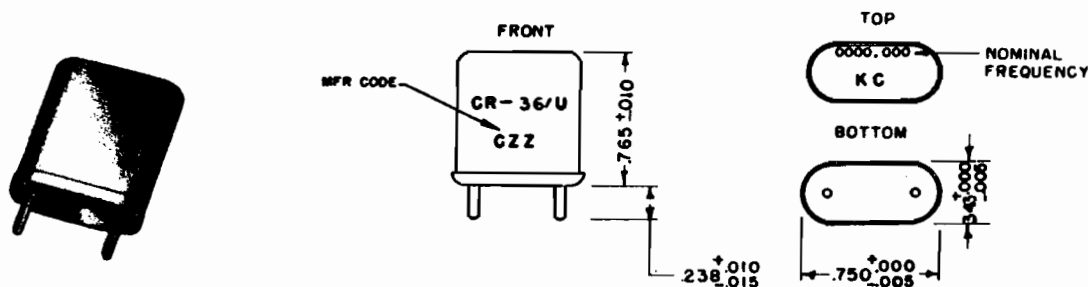 FRONT
MFR CODE
CR-36/U
CZZ
.765 ±.010
.238 +.010 -.015
TOP
0000.000
KC
NOMINAL
FREQUENCY
BOTTOM
.343 +.000 -.005
.750 +.000 -.005